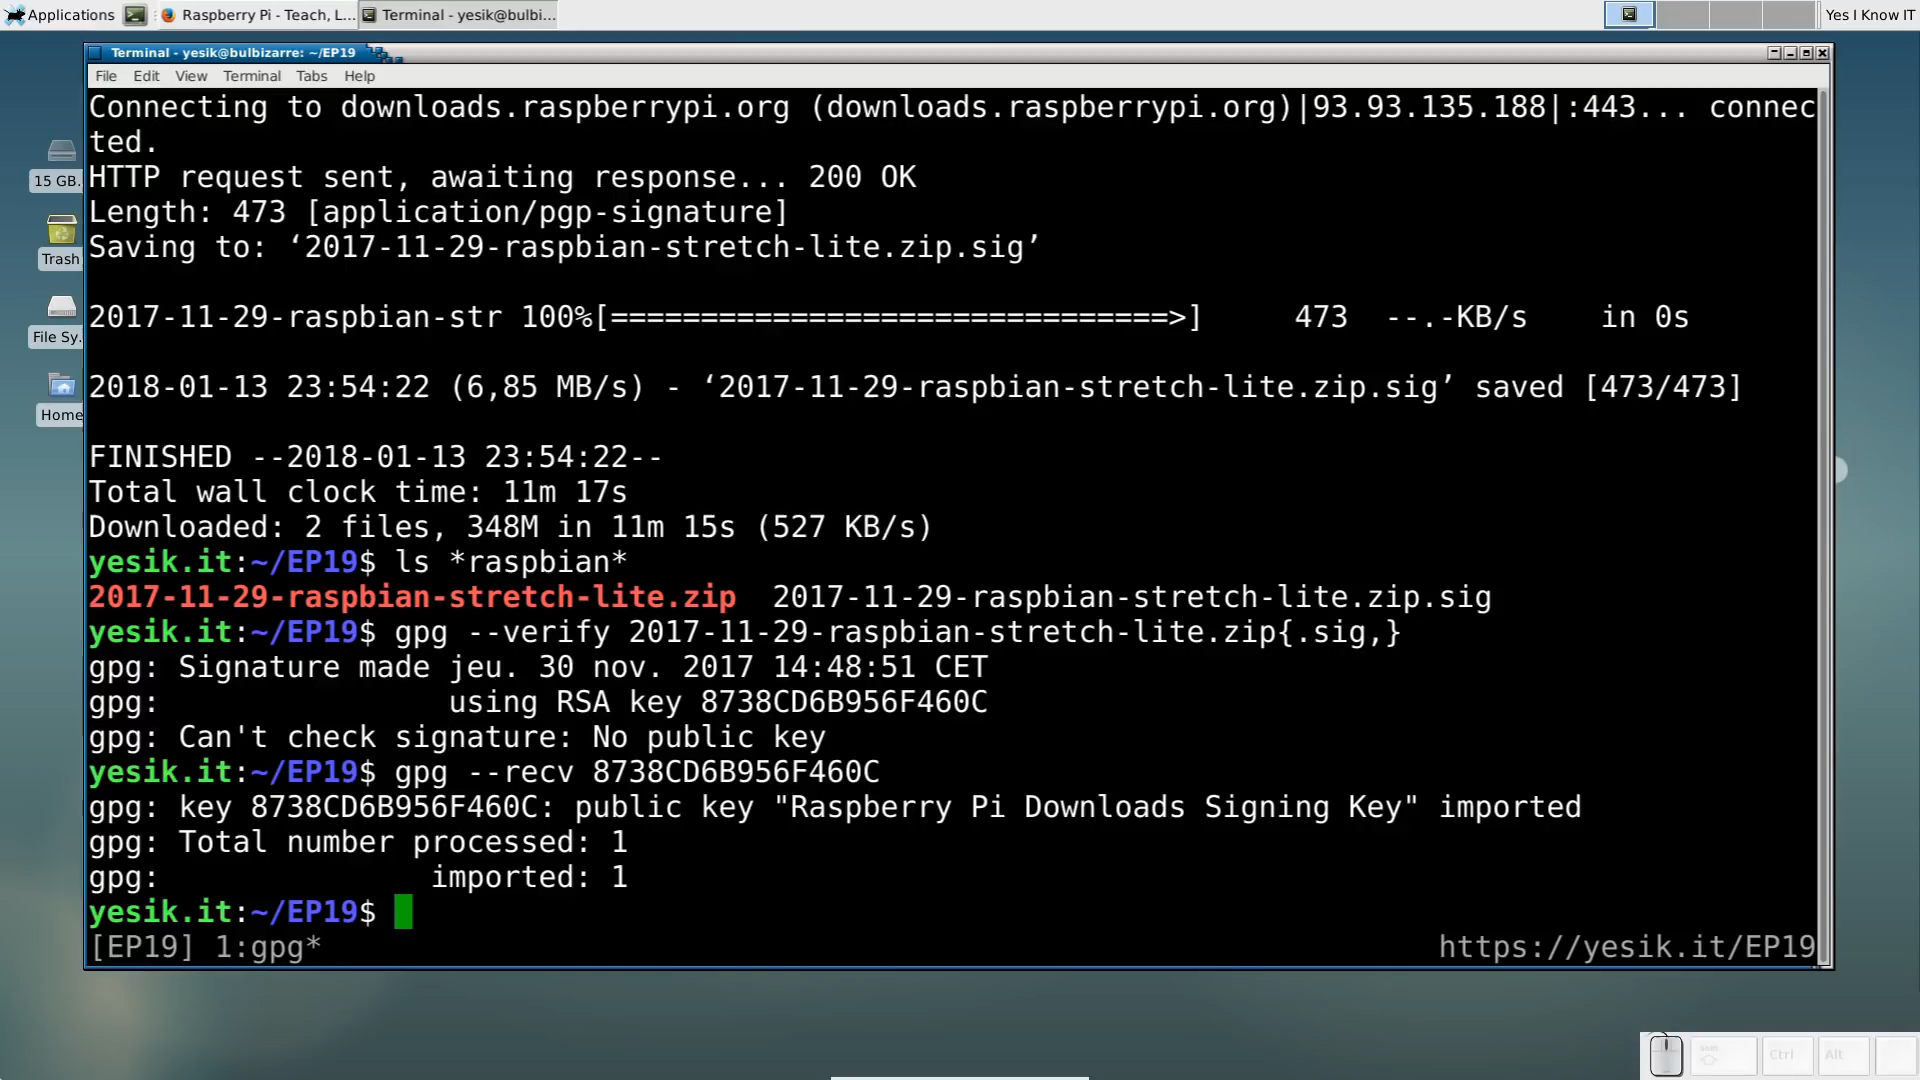 Applications
Raspberry Pi - Teach, L...
Terminal - yesik@bulbi...
Yes I Know IT
Terminal - yesik@bulbizarre: ~/EP19
File Edit View Terminal Tabs Help
Connecting to downloads.raspberrypi.org (downloads.raspberrypi.org)|93.93.135.188|:443... connec
ted.
HTTP request sent, awaiting response... 200 OK
Length: 473 [application/pgp-signature]
Saving to: ‘2017-11-29-raspbian-stretch-lite.zip.sig’
2017-11-29-raspbian-str 100%[===============================>] 473 --.-KB/s in 0s
2018-01-13 23:54:22 (6,85 MB/s) - ‘2017-11-29-raspbian-stretch-lite.zip.sig’ saved [473/473]
FINISHED --2018-01-13 23:54:22--
Total wall clock time: 11m 17s
Downloaded: 2 files, 348M in 11m 15s (527 KB/s)
yesik.it:~/EP19$ ls *raspbian*
2017-11-29-raspbian-stretch-lite.zip 2017-11-29-raspbian-stretch-lite.zip.sig
yesik.it:~/EP19$ gpg --verify 2017-11-29-raspbian-stretch-lite.zip{.sig,}
gpg: Signature made jeu. 30 nov. 2017 14:48:51 CET
gpg: using RSA key 8738CD6B956F460C
gpg: Can't check signature: No public key
yesik.it:~/EP19$ gpg --recv 8738CD6B956F460C
gpg: key 8738CD6B956F460C: public key "Raspberry Pi Downloads Signing Key" imported
gpg: Total number processed: 1
gpg: imported: 1
yesik.it:~/EP19$
[EP19] 1:gpg* https://yesik.it/EP19
15 GB.
Trash
File Sy.
Home
Shift
Ctrl
Alt